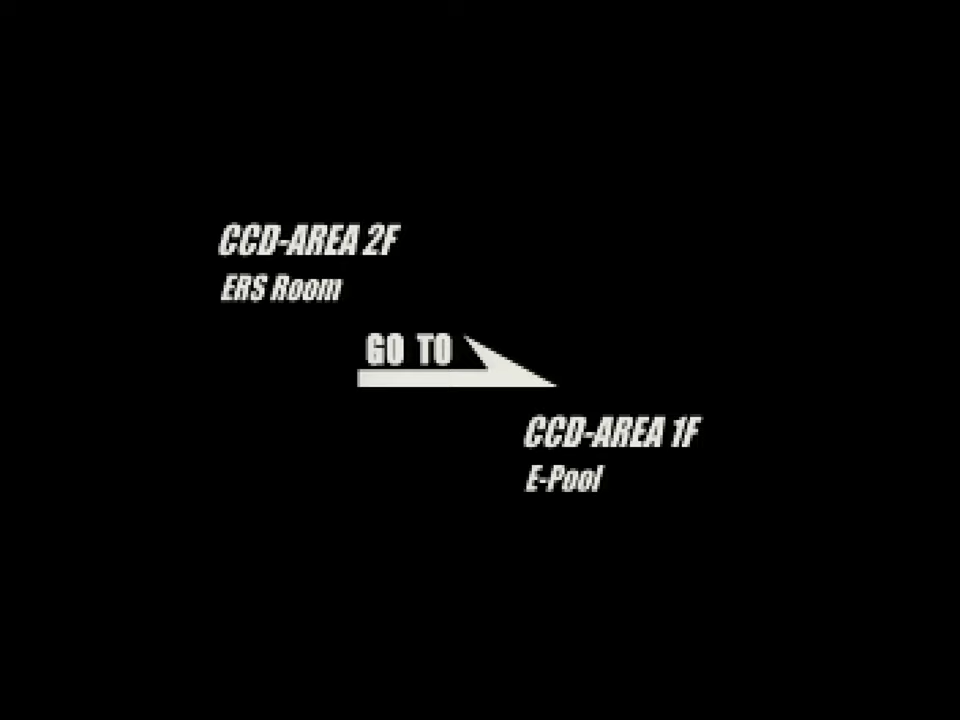 CCD-AREA 2F
ERS Room
GO TO
CCD-AREA 1F
E-Pool